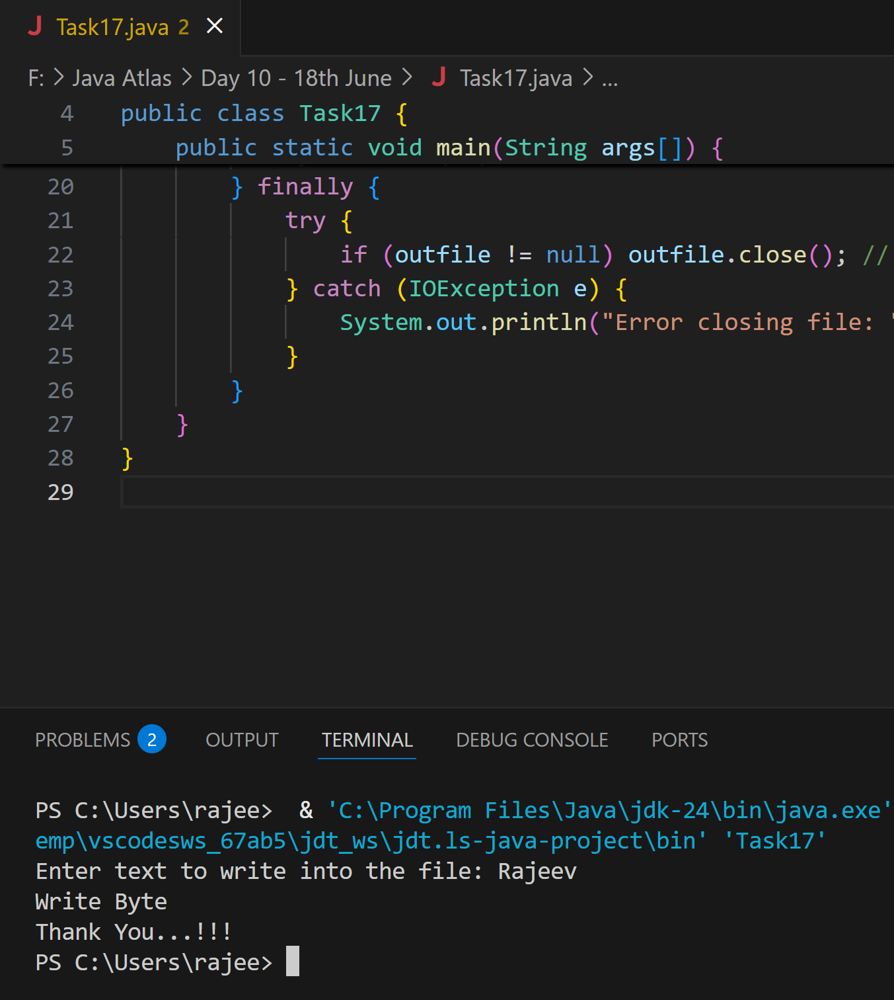 J Task17.java 2 ×
F: > Java Atlas > Day 10 - 18th June > J Task17.java > ...
4 public class Task17 {
5 public static void main(String args[]) {
20 } finally {
21 try {
22 if (outfile != null) outfile.close(); //
23 } catch (IOException e) {
24 System.out.println("Error closing file: "
25 }
26 }
27 }
28 }
29
PROBLEMS 2 OUTPUT TERMINAL DEBUG CONSOLE PORTS
PS C:\Users\rajee> & 'C:\Program Files\Java\jdk-24\bin\java.exe'
emp\vscodesws_67ab5\jdt_ws\jdt.ls-java-project\bin' 'Task17'
Enter text to write into the file: Rajeev
Write Byte
Thank You...!!!
PS C:\Users\rajee>